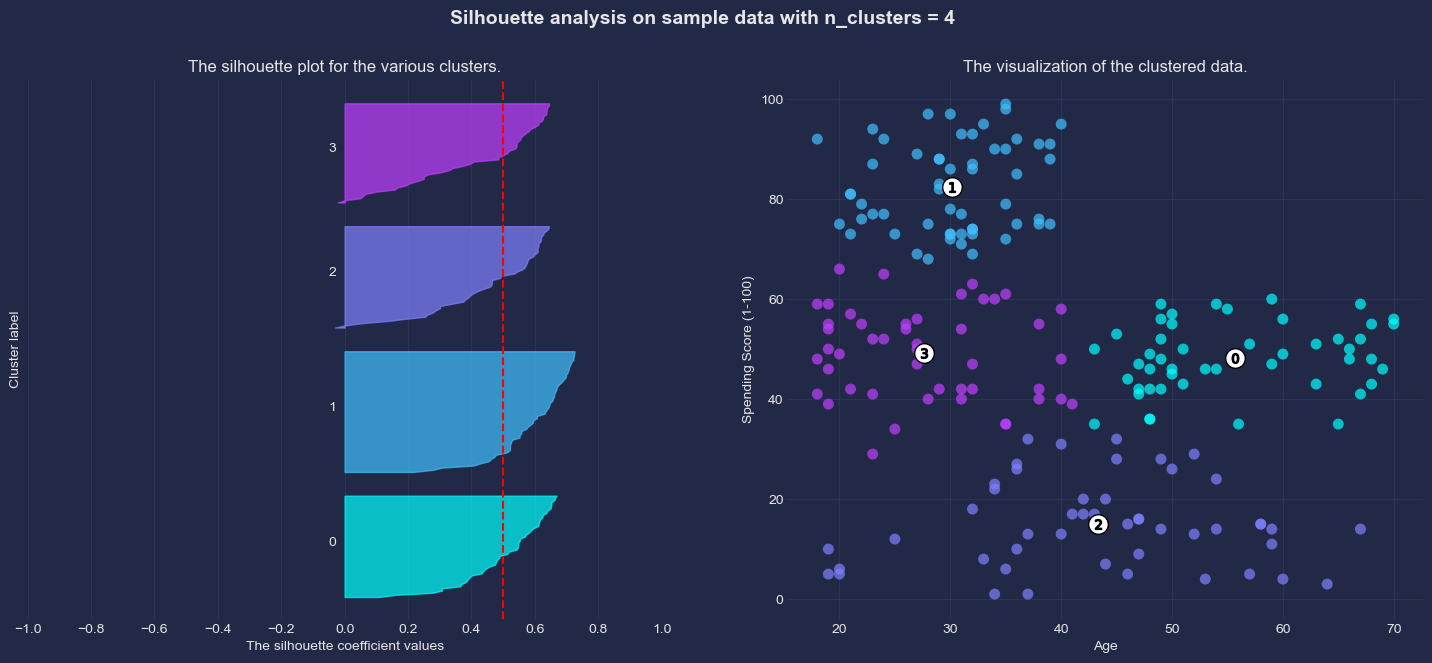 Silhouette analysis on sample data with n_clusters = 4
The silhouette plot for the various clusters.
Cluster label
3
2
1
0
−1.0 −0.8 −0.6 −0.4 −0.2 0.0 0.2 0.4 0.6 0.8 1.0
The silhouette coefficient values
The visualization of the clustered data.
Spending Score (1-100)
100
80
60
40
20
0
1
3
0
2
20 30 40 50 60 70
Age